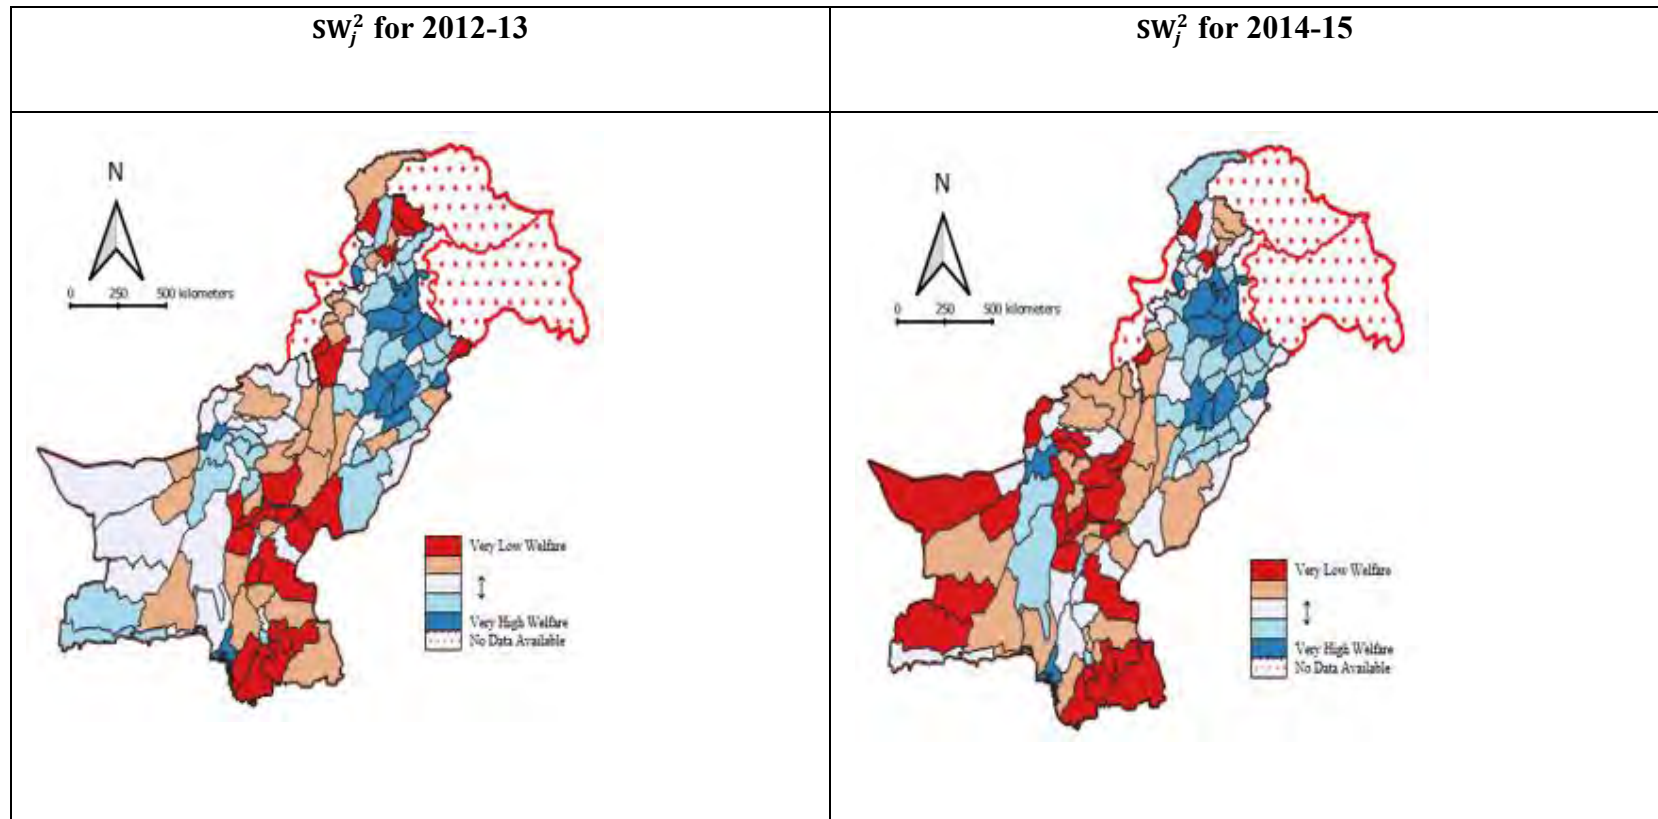 SW_j^2 for 2012-13
SW_j^2 for 2014-15
N
0 250 500 kilometers
Very Low Welfare
↕
Very High Welfare
No Data Available
N
0 250 500 kilometers
Very Low Welfare
↕
Very High Welfare
No Data Available